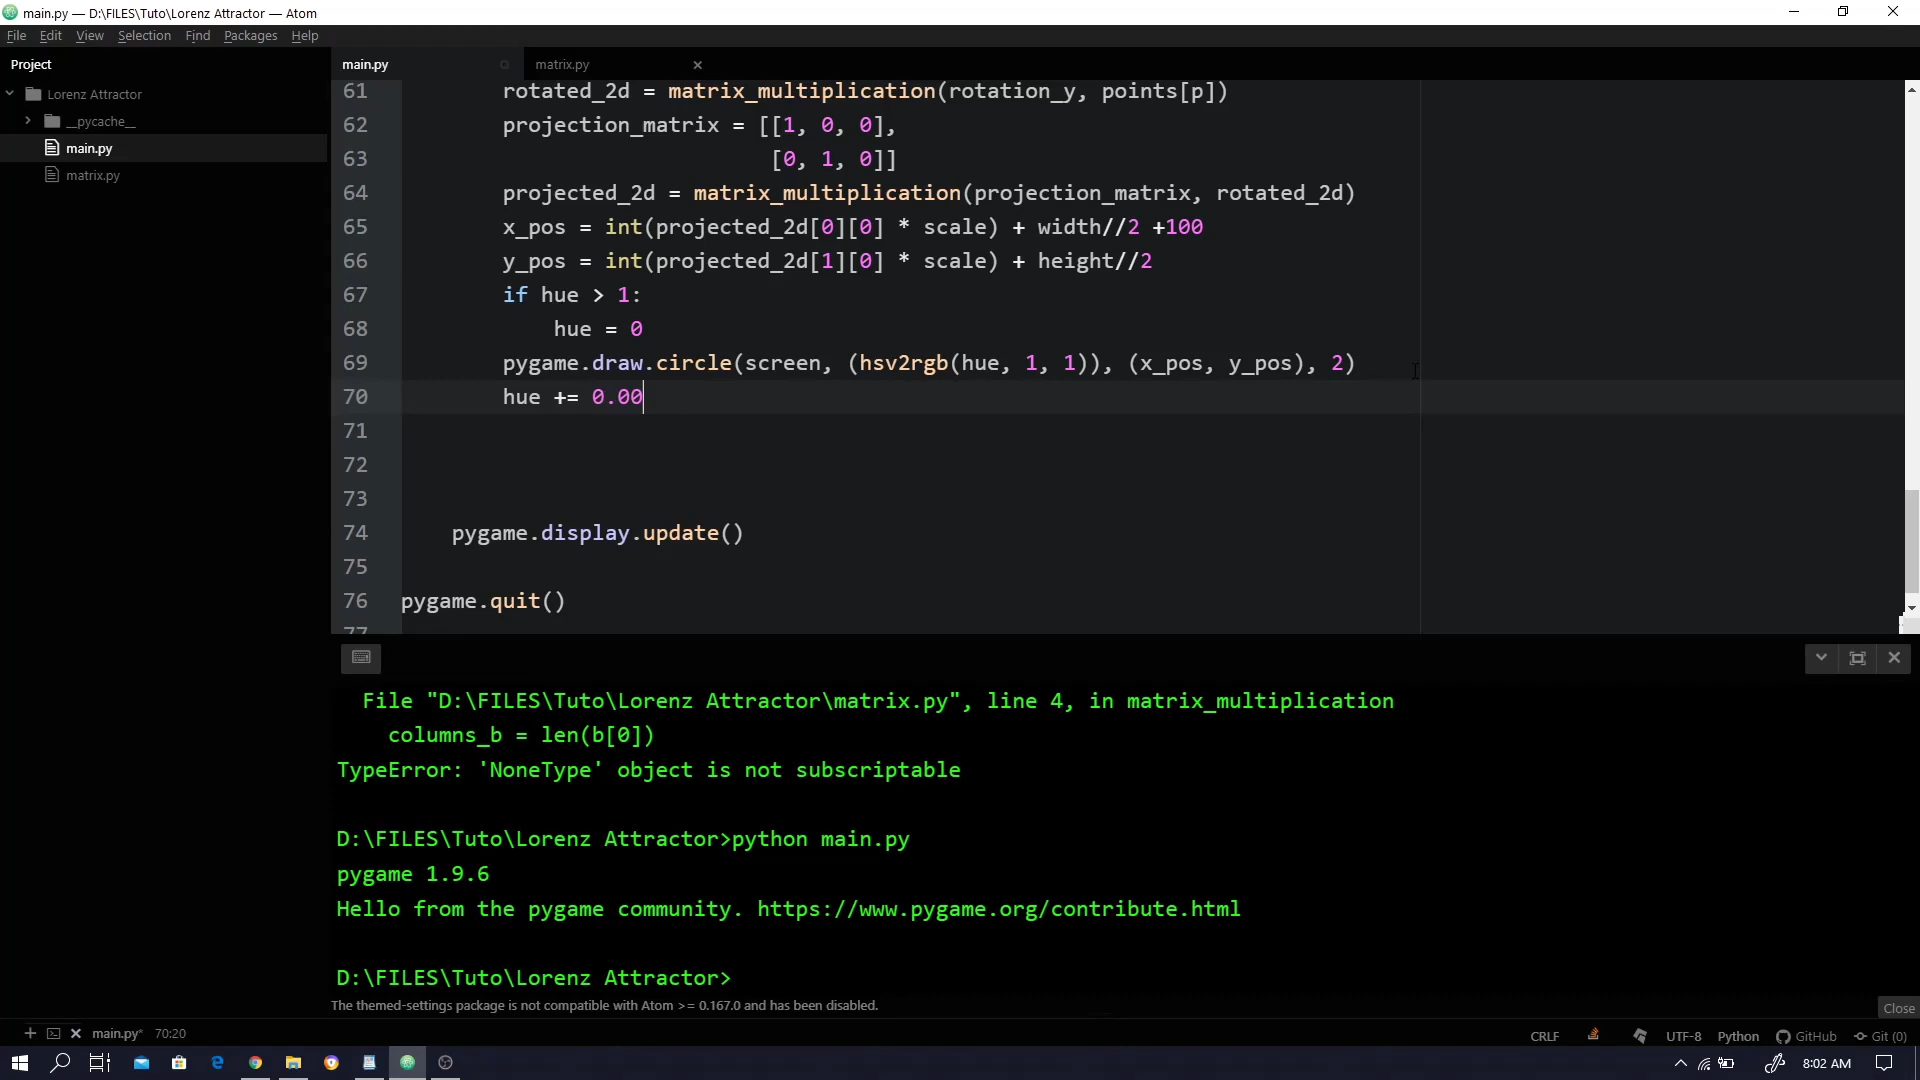 main.py — D:\FILES\Tuto\Lorenz Attractor — Atom
File Edit View Selection Find Packages Help
Project
main.py
matrix.py
Lorenz Attractor
__pycache__
main.py
matrix.py
61 rotated_2d = matrix_multiplication(rotation_y, points[p])
62 projection_matrix = [[1, 0, 0],
63 [0, 1, 0]]
64 projected_2d = matrix_multiplication(projection_matrix, rotated_2d)
65 x_pos = int(projected_2d[0][0] * scale) + width//2 +100
66 y_pos = int(projected_2d[1][0] * scale) + height//2
67 if hue > 1:
68 hue = 0
69 pygame.draw.circle(screen, (hsv2rgb(hue, 1, 1)), (x_pos, y_pos), 2)
70 hue += 0.00
71
72
73
74 pygame.display.update()
75
76 pygame.quit()
77
File "D:\FILES\Tuto\Lorenz Attractor\matrix.py", line 4, in matrix_multiplication
columns_b = len(b[0])
TypeError: 'NoneType' object is not subscriptable
D:\FILES\Tuto\Lorenz Attractor>python main.py
pygame 1.9.6
Hello from the pygame community. https://www.pygame.org/contribute.html
D:\FILES\Tuto\Lorenz Attractor>
The themed-settings package is not compatible with Atom >= 0.167.0 and has been disabled.
Close
main.py* 70:20
CRLF UTF-8 Python GitHub Git (0)
8:02 AM